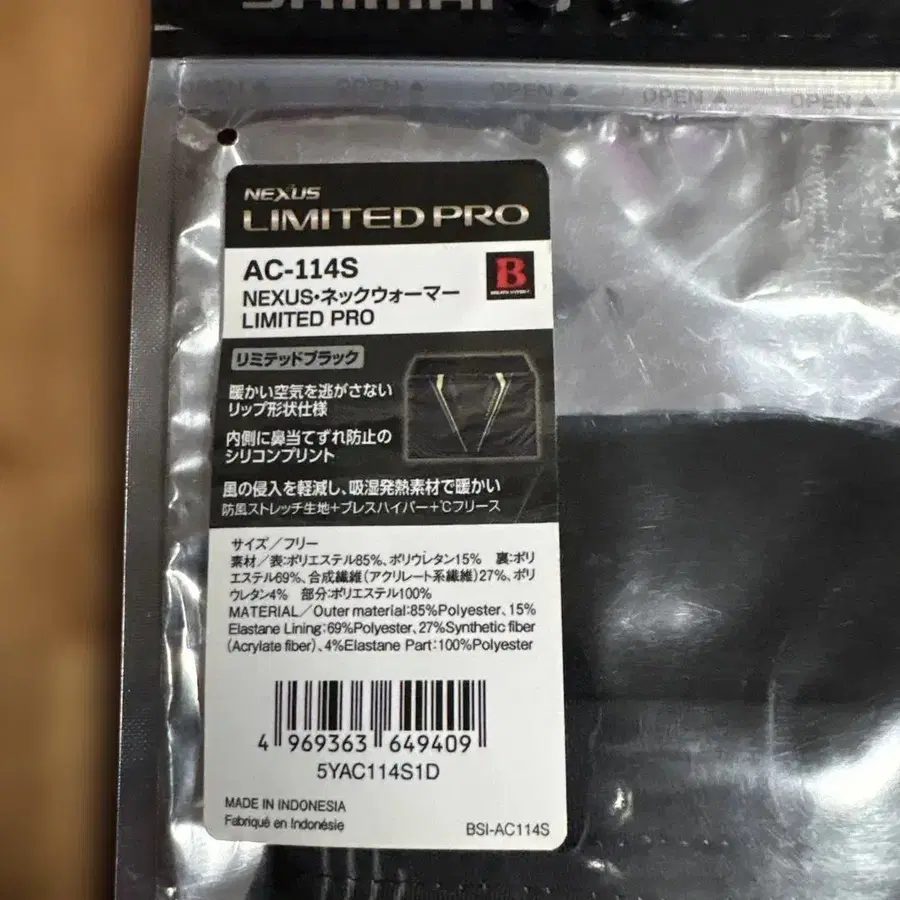 OPEN ▲ OPEN ▲ OPEN ▲ OPEN ▲
NEXUS
LIMITED PRO
AC-114S
B
NEXUS・ネックウォーマー
LIMITED PRO
リミテッドブラック
暖かい空気を逃がさない
リップ形状仕様
内側に鼻当てずれ防止の
シリコンプリント
風の侵入を軽減し、吸湿発熱素材で暖かい
防風ストレッチ生地+ブレスハイパー+℃フリース
サイズ/フリー
素材/表:ポリエステル85%、ポリウレタン15% 裏:ポリ
エステル69%、合成繊維(アクリレート系繊維)27%、ポリ
ウレタン4% 部分:ポリエステル100%
MATERIAL/Outer material:85%Polyester、15%
Elastane Lining:69%Polyester、27%Synthetic fiber
(Acrylate fiber)、4%Elastane Part:100%Polyester
4 969363 649409
5YAC114S1D
MADE IN INDONESIA
Fabriqué en Indonésie
BSI-AC114S